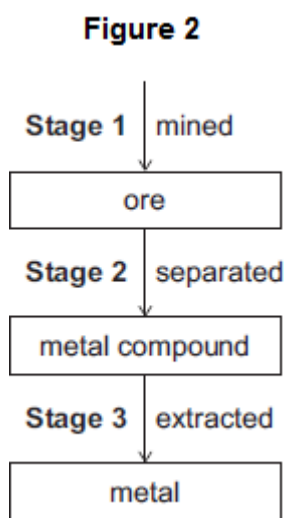 Figure 2
Stage 1 mined
ore
Stage 2 separated
metal compound
Stage 3 extracted
metal